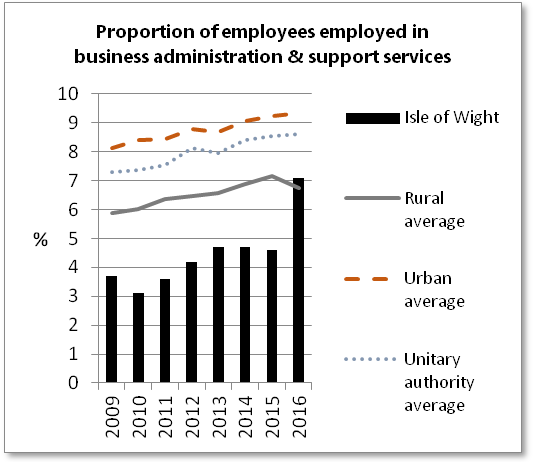 Proportion of employees employed in
business administration & support services
10
9
8
7
6
5
4
3
2
1
0
%
2009
2010
2011
2012
2013
2014
2015
2016
Isle of Wight
Rural
average
Urban
average
Unitary
authority
average